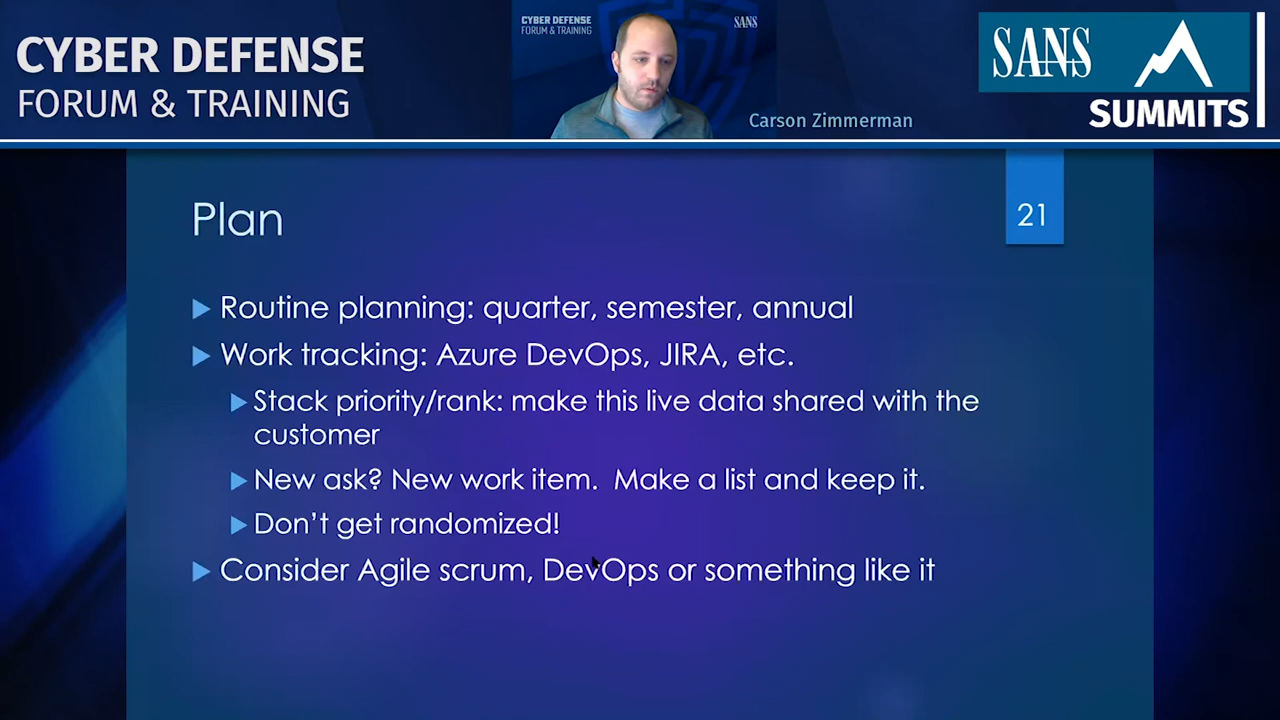 CYBER DEFENSE
FORUM & TRAINING
CYBER DEFENSE
FORUM & TRAINING
SANS
Carson Zimmerman
SANS
SUMMITS
Plan
21
Routine planning: quarter, semester, annual
Work tracking: Azure DevOps, JIRA, etc.
Stack priority/rank: make this live data shared with the
customer
New ask? New work item.  Make a list and keep it.
Don’t get randomized!
Consider Agile scrum, DevOps or something like it